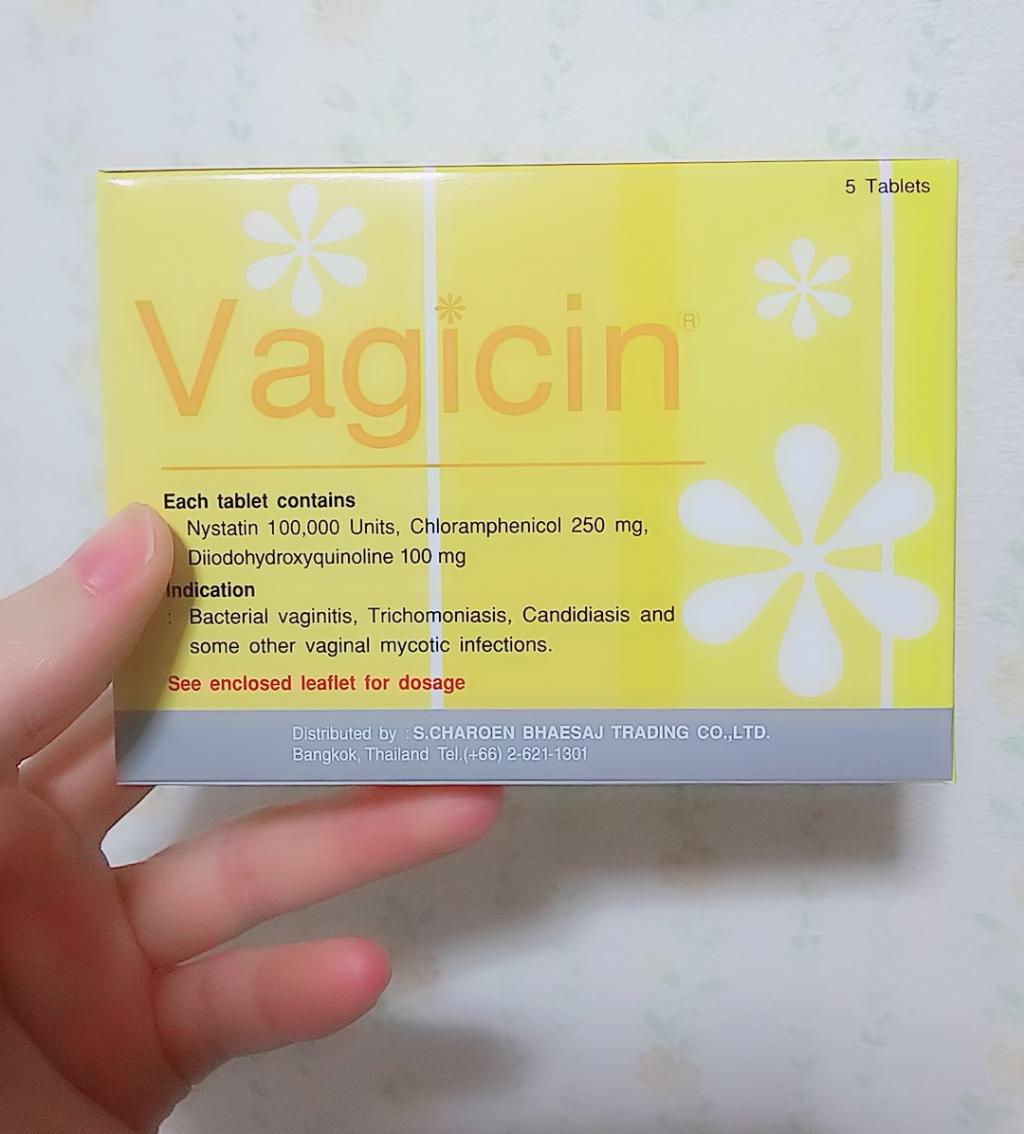 5 Tablets
Vagicin®
Each tablet contains
Nystatin 100,000 Units, Chloramphenicol 250 mg,
Diiodohydroxyquinoline 100 mg
Indication
: Bacterial vaginitis, Trichomoniasis, Candidiasis and
some other vaginal mycotic infections.
See enclosed leaflet for dosage
Distributed by : S.CHAROEN BHAESAJ TRADING CO.,LTD.
Bangkok, Thailand Tel.(+66) 2-621-1301